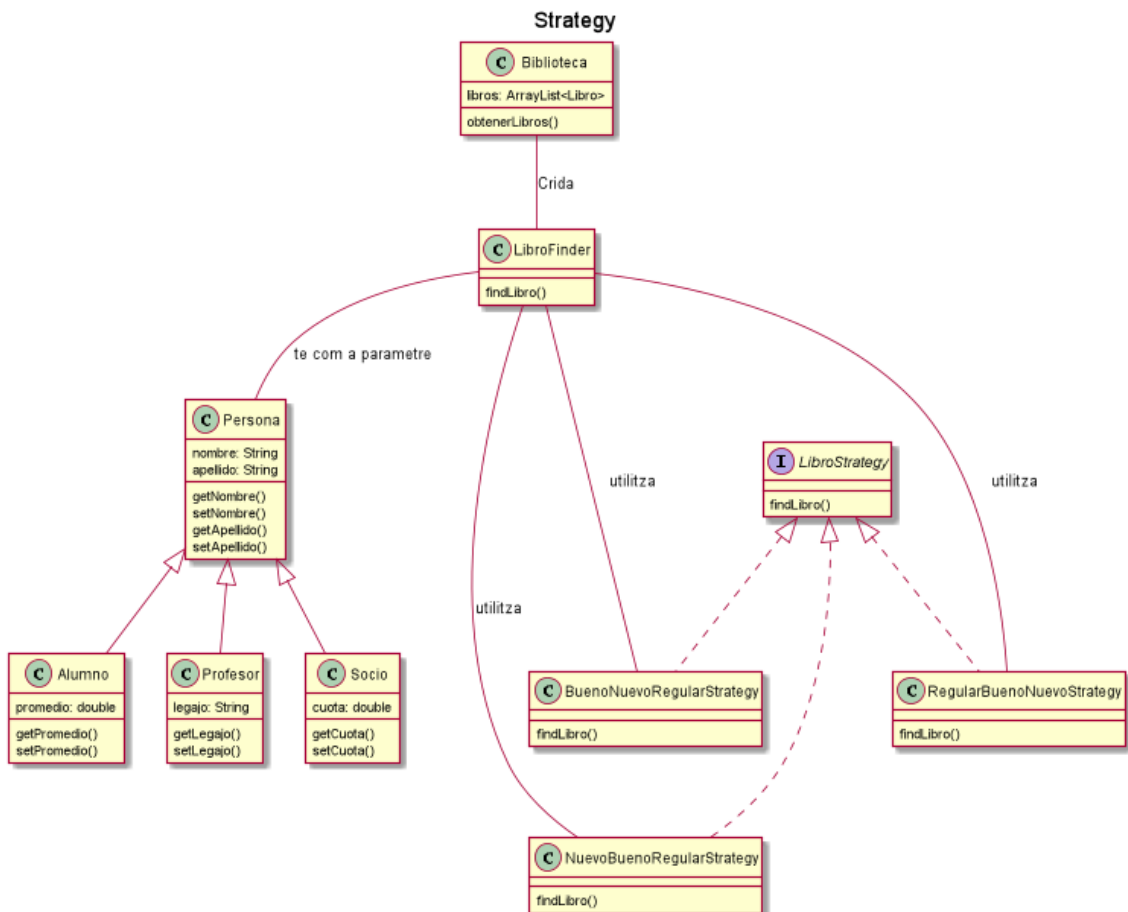 Strategy
C Biblioteca
libros: ArrayList<Libro>
obtenerLibros()
Crida
C LibroFinder
findLibro()
te com a parametre
C Persona
nombre: String
apellido: String
getNombre()
setNombre()
getApellido()
setApellido()
utilitza
I LibroStrategy
findLibro()
utilitza
utilitza
C Alumno
promedio: double
getPromedio()
setPromedio()
C Profesor
legajo: String
getLegajo()
setLegajo()
C Socio
cuota: double
getCuota()
setCuota()
C BuenoNuevoRegularStrategy
findLibro()
C RegularBuenoNuevoStrategy
findLibro()
C NuevoBuenoRegularStrategy
findLibro()